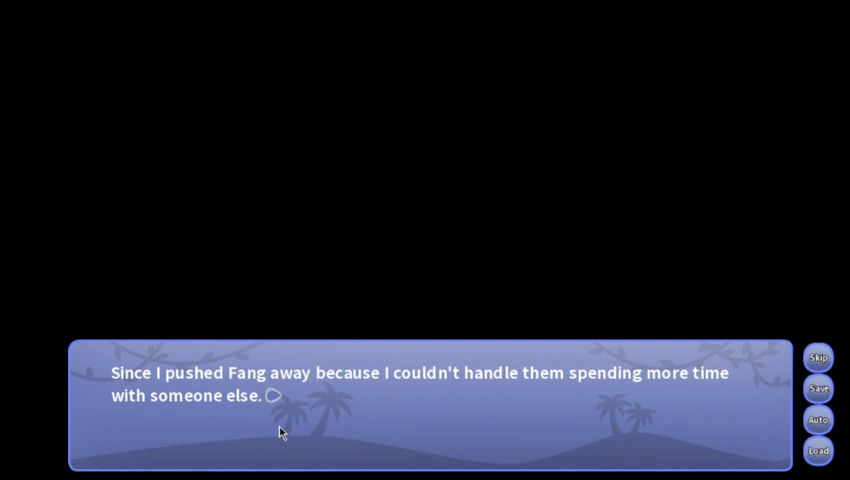 Since I pushed Fang away because I couldn't handle them spending more time
with someone else.
Skip
Save
Auto
Load